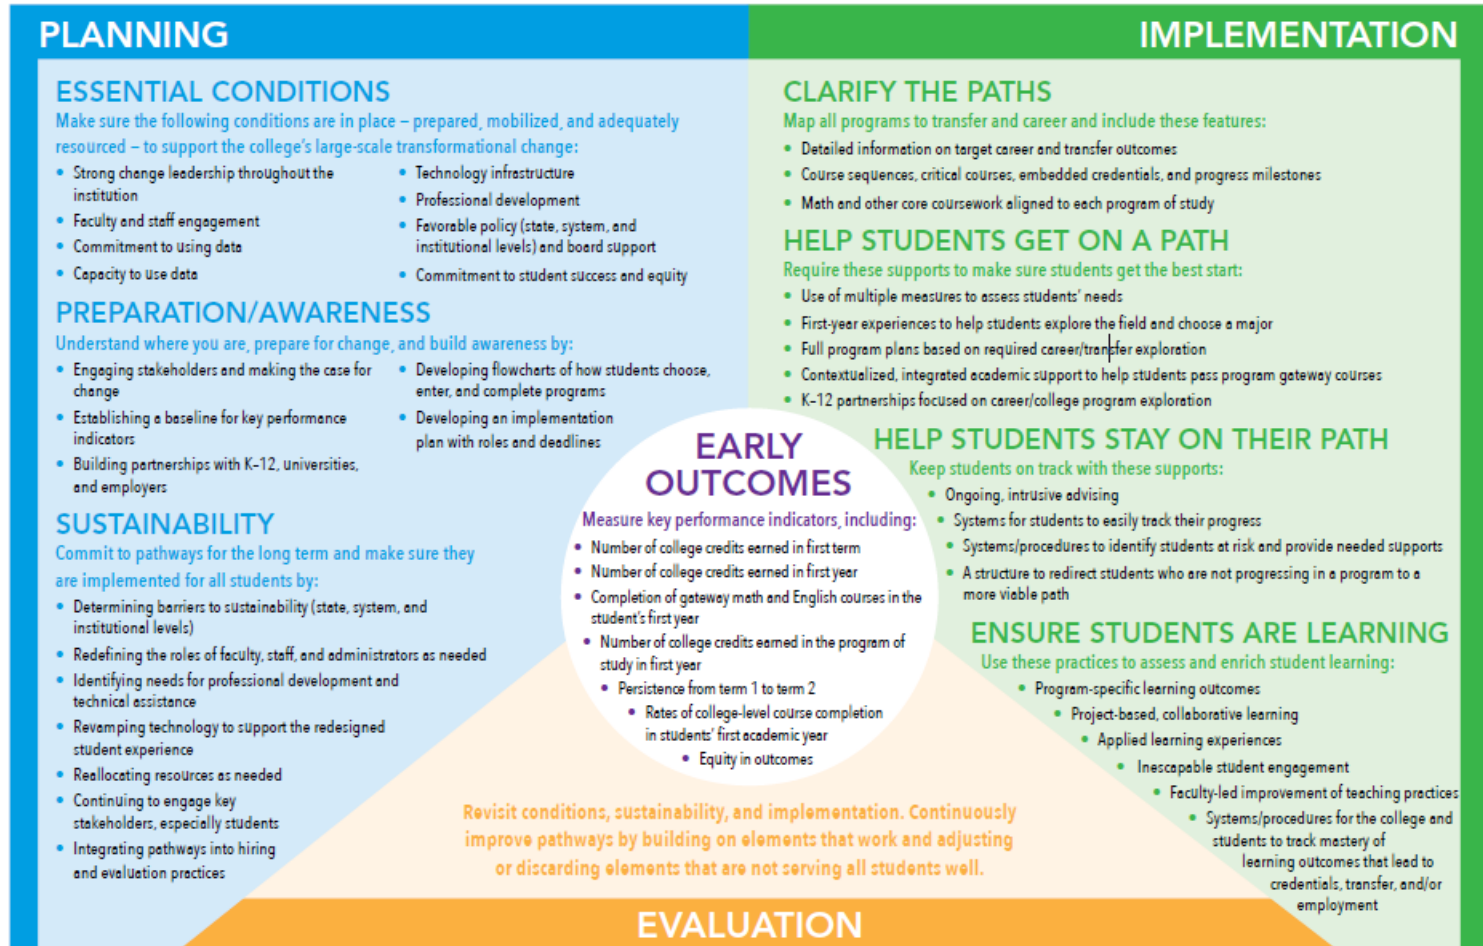 PLANNING
ESSENTIAL CONDITIONS
Make sure the following conditions are in place – prepared, mobilized, and adequately
resourced – to support the college's large-scale transformational change:
• Strong change leadership throughout the
institution
• Faculty and staff engagement
• Commitment to using data
• Capacity to use data
• Technology infrastructure
• Professional development
• Favorable policy (state, system, and
institutional levels) and board support
• Commitment to student success and equity
PREPARATION/AWARENESS
Understand where you are, prepare for change, and build awareness by:
• Engaging stakeholders and making the case for
change
• Establishing a baseline for key performance
indicators
• Building partnerships with K–12, universities,
and employers
• Developing flowcharts of how students choose,
enter, and complete programs
• Developing an implementation
plan with roles and deadlines
SUSTAINABILITY
Commit to pathways for the long term and make sure they
are implemented for all students by:
• Determining barriers to sustainability (state, system, and
institutional levels)
• Redefining the roles of faculty, staff, and administrators as needed
• Identifying needs for professional development and
technical assistance
• Revamping technology to support the redesigned
student experience
• Reallocating resources as needed
• Continuing to engage key
stakeholders, especially students
• Integrating pathways into hiring
and evaluation practices
EARLY
OUTCOMES
Measure key performance indicators, including:
• Number of college credits earned in first term
• Number of college credits earned in first year
• Completion of gateway math and English courses in the
student's first year
• Number of college credits earned in the program of
study in first year
• Persistence from term 1 to term 2
• Rates of college-level course completion
in students' first academic year
• Equity in outcomes
IMPLEMENTATION
CLARIFY THE PATHS
Map all programs to transfer and career and include these features:
• Detailed information on target career and transfer outcomes
• Course sequences, critical courses, embedded credentials, and progress milestones
• Math and other core coursework aligned to each program of study
HELP STUDENTS GET ON A PATH
Require these supports to make sure students get the best start:
• Use of multiple measures to assess students' needs
• First-year experiences to help students explore the field and choose a major
• Full program plans based on required career/transfer exploration
• Contextualized, integrated academic support to help students pass program gateway courses
• K–12 partnerships focused on career/college program exploration
HELP STUDENTS STAY ON THEIR PATH
Keep students on track with these supports:
• Ongoing, intrusive advising
• Systems for students to easily track their progress
• Systems/procedures to identify students at risk and provide needed supports
• A structure to redirect students who are not progressing in a program to a
more viable path
ENSURE STUDENTS ARE LEARNING
Use these practices to assess and enrich student learning:
• Program-specific learning outcomes
• Project-based, collaborative learning
• Applied learning experiences
• Inescapable student engagement
• Faculty-led improvement of teaching practices
• Systems/procedures for the college and
students to track mastery of
learning outcomes that lead to
credentials, transfer, and/or
employment
Revisit conditions, sustainability, and implementation. Continuously
improve pathways by building on elements that work and adjusting
or discarding elements that are not serving all students well.
EVALUATION